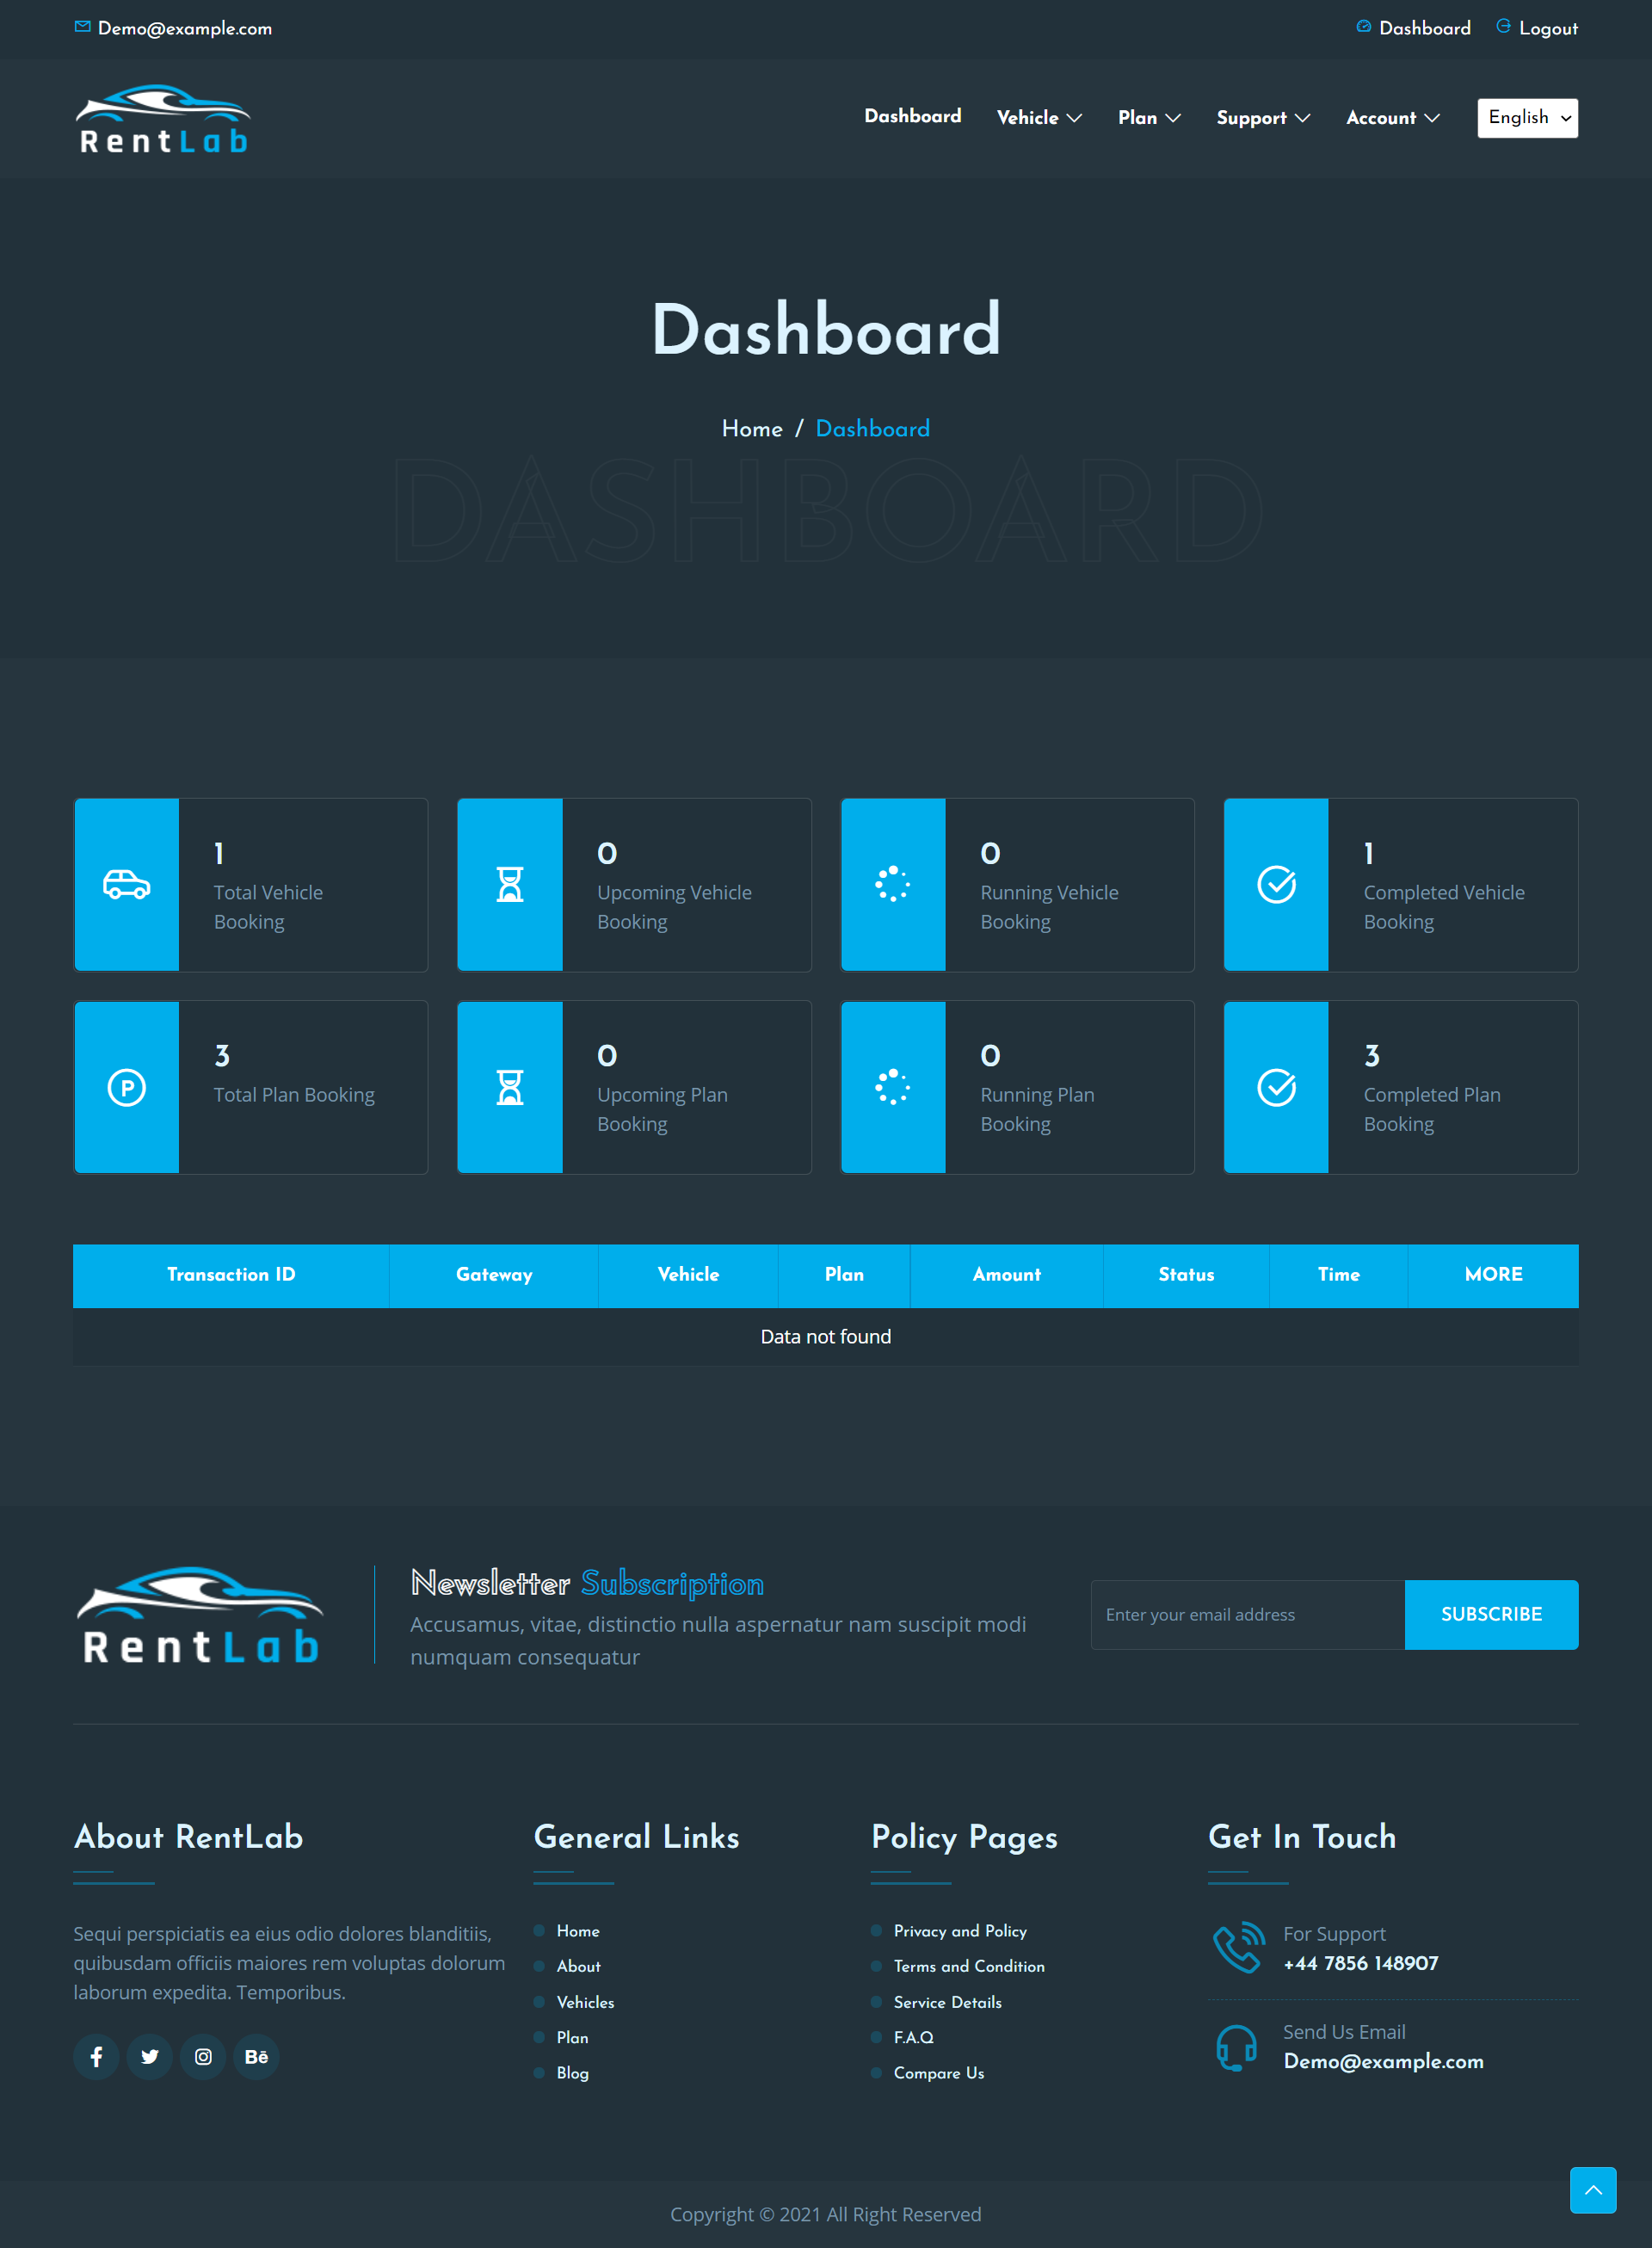 Demo@example.com
Dashboard
Logout
RentLab
Dashboard
Vehicle
Plan
Support
Account
English
Dashboard
Home / Dashboard
DASHBOARD
1
Total Vehicle
Booking
0
Upcoming Vehicle
Booking
0
Running Vehicle
Booking
1
Completed Vehicle
Booking
3
Total Plan Booking
0
Upcoming Plan
Booking
0
Running Plan
Booking
3
Completed Plan
Booking
Transaction ID
Gateway
Vehicle
Plan
Amount
Status
Time
MORE
Data not found
RentLab
Newsletter Subscription
Accusamus, vitae, distinctio nulla aspernatur nam suscipit modi
numquam consequatur
Enter your email address
SUBSCRIBE
About RentLab
Sequi perspiciatis ea eius odio dolores blanditiis,
quibusdam officiis maiores rem voluptas dolorum
laborum expedita. Temporibus.
Bē
General Links
Home
About
Vehicles
Plan
Blog
Policy Pages
Privacy and Policy
Terms and Condition
Service Details
F.A.Q
Compare Us
Get In Touch
For Support
+44 7856 148907
Send Us Email
Demo@example.com
Copyright © 2021 All Right Reserved